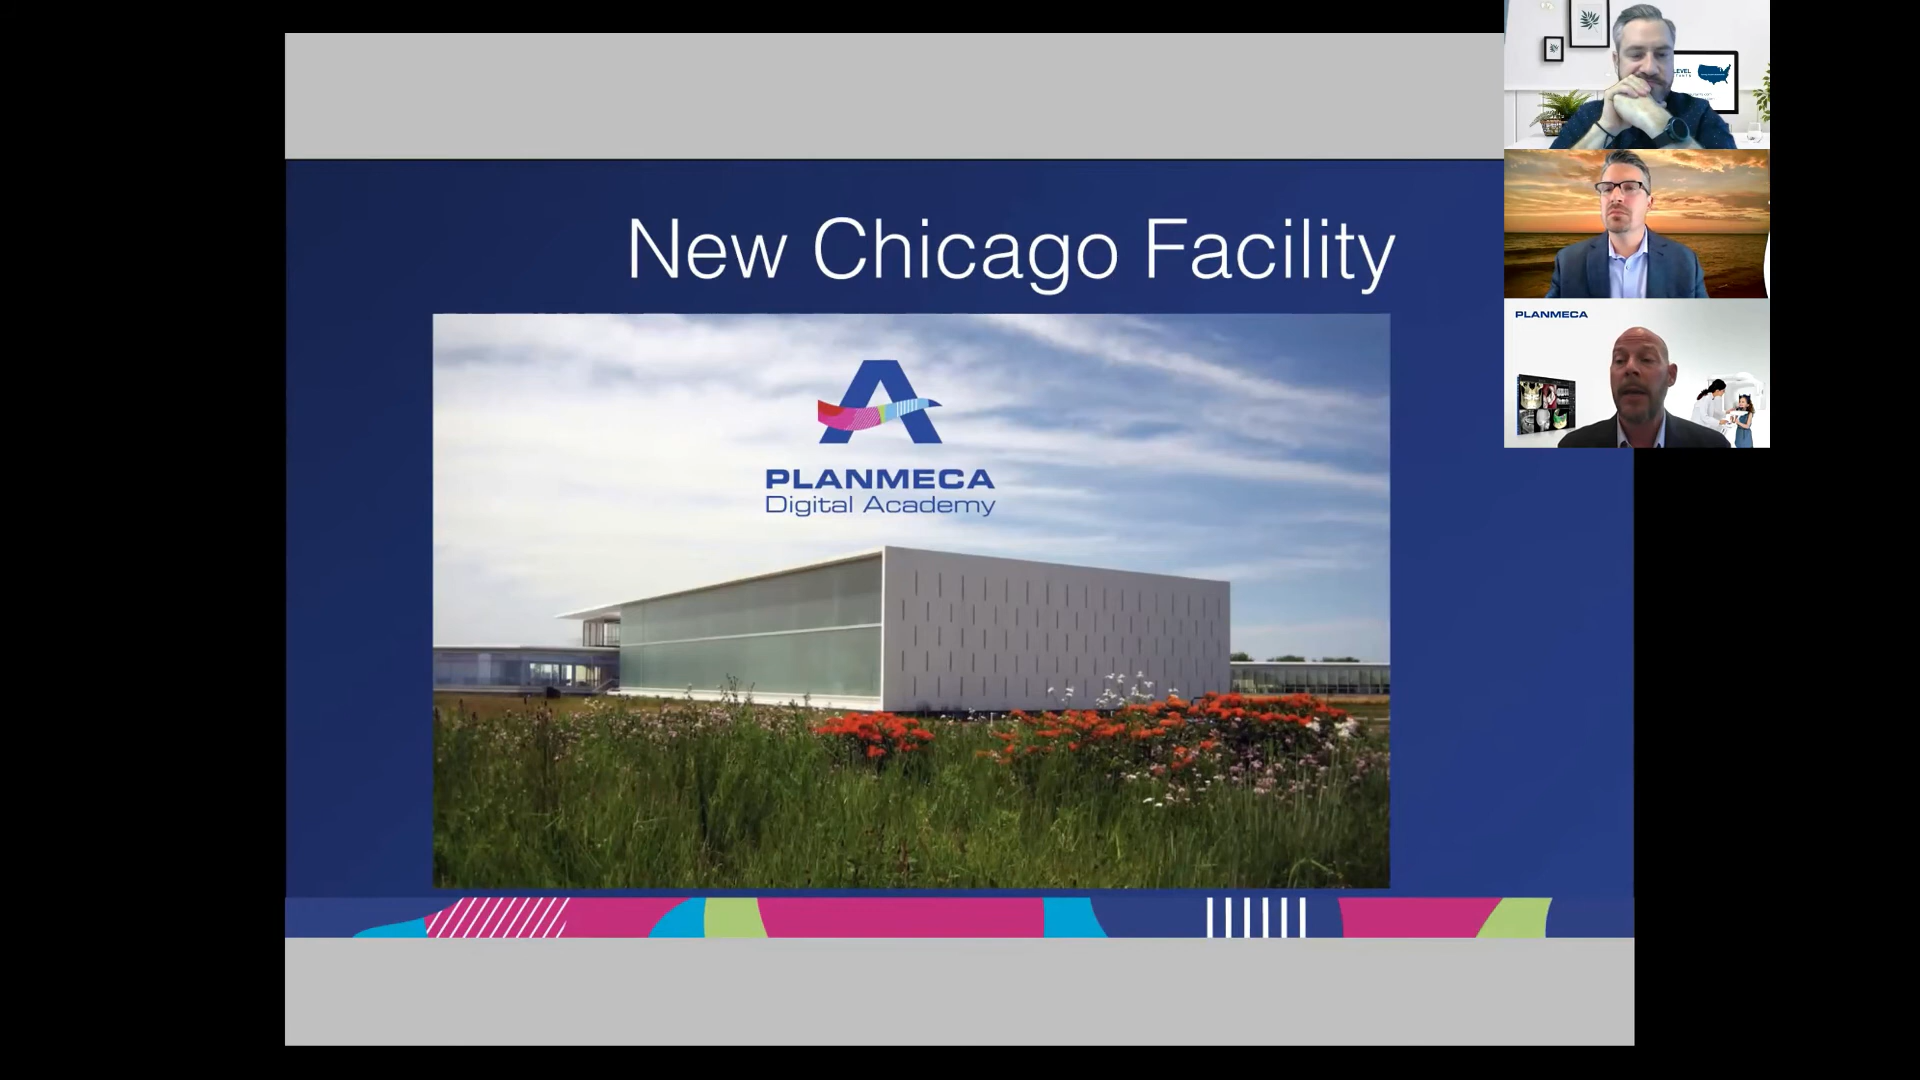 New Chicago Facility
PLANMECA
Digital Academy
LEVEL
PLANMECA